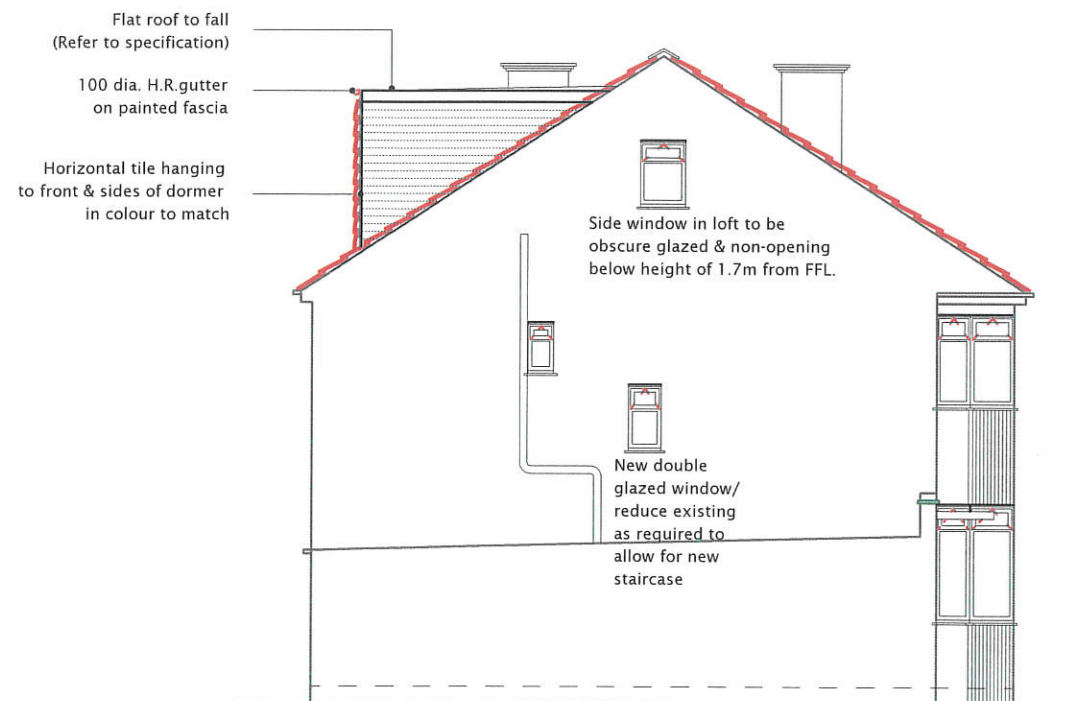 Flat roof to fall
(Refer to specification)
100 dia. H.R.gutter
on painted fascia
Horizontal tile hanging
to front & sides of dormer
in colour to match
Side window in loft to be
obscure glazed & non-opening
below height of 1.7m from FFL.
New double
glazed window/
reduce existing
as required to
allow for new
staircase